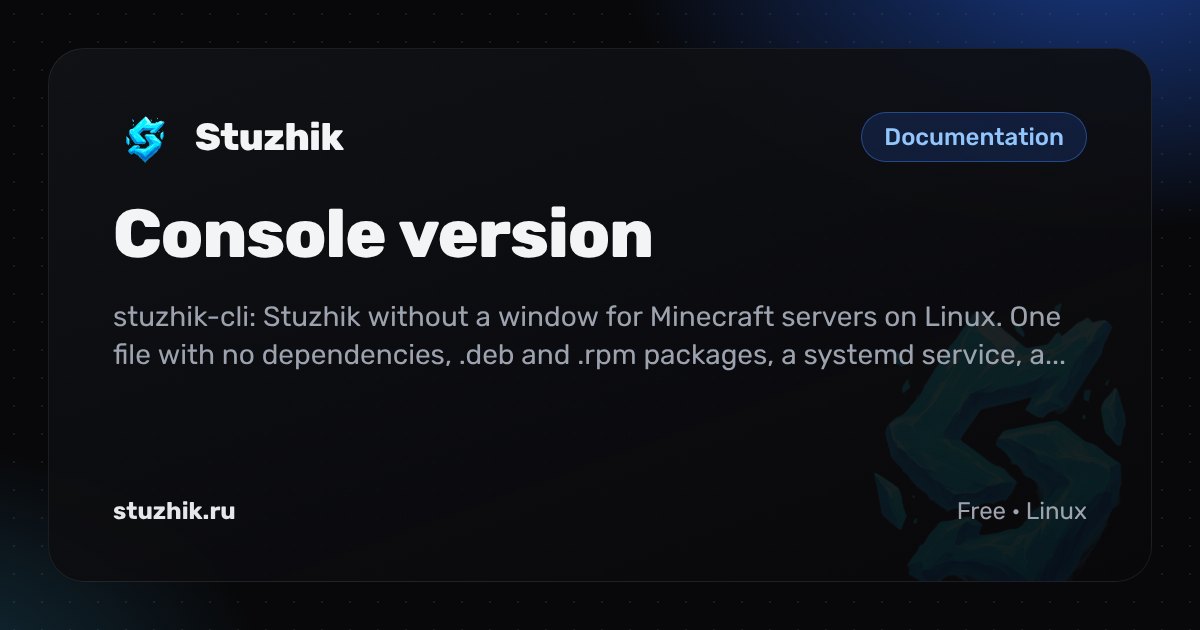 Stuzhik
Documentation
Console version
stuzhik-cli: Stuzhik without a window for Minecraft servers on Linux. One
file with no dependencies, .deb and .rpm packages, a systemd service, a...
stuzhik.ru
Free • Linux